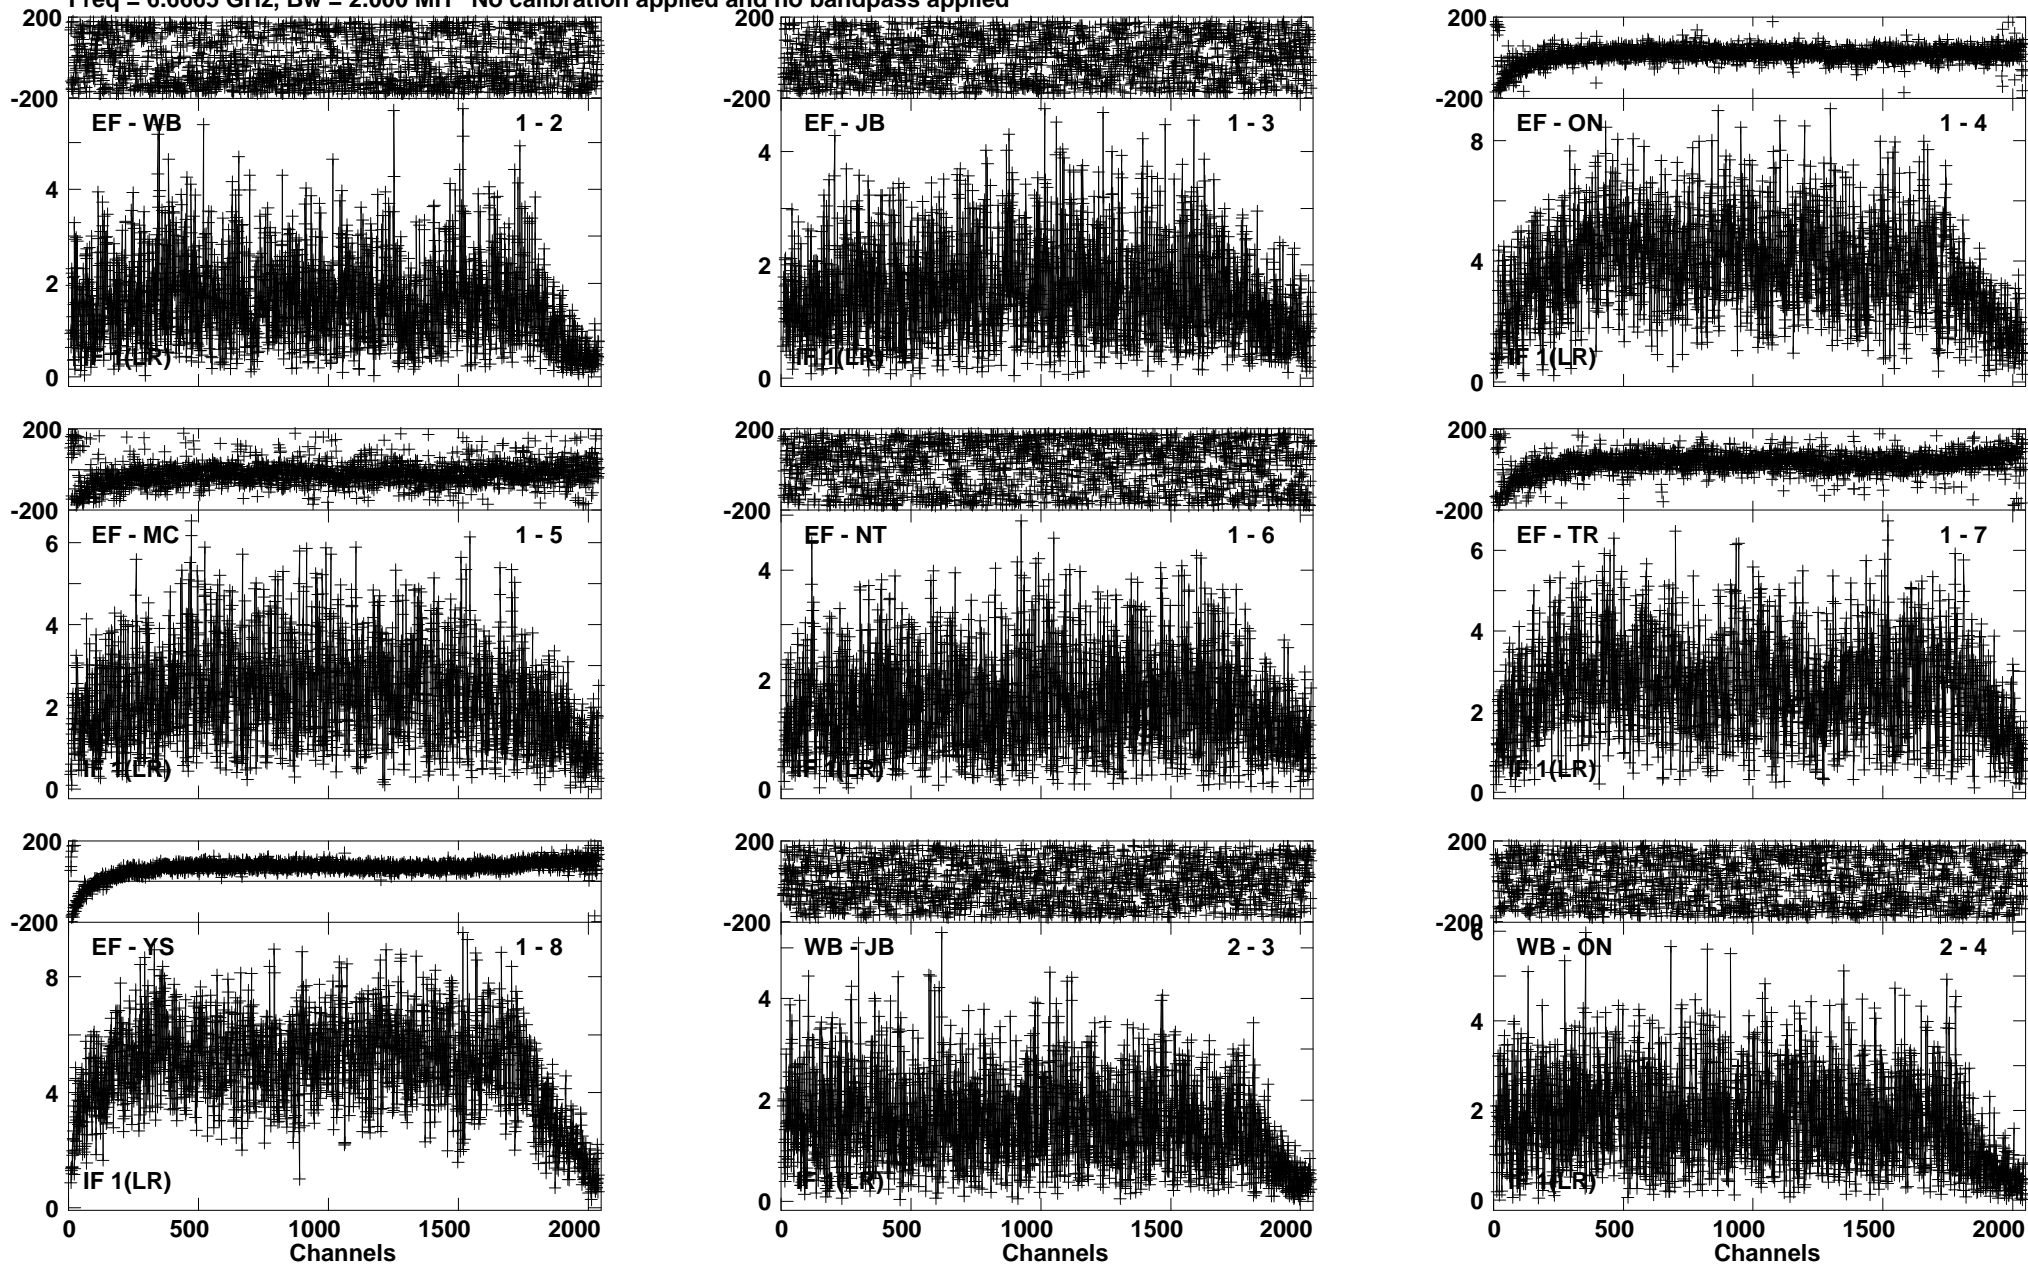 Freq = 6.6665 GHz, Bw = 2.000 MH No calibration applied and no bandpass applied
200 200 200
-200 -200 -200
EF - WB 1 - 2 EF - JB 1 - 3 EF - ON 1 - 4
4 4 8
2 2 4
IF 1(LR) IF 1(LR) IF 1(LR)
0 0 0
200 200 200
-200 -200 -200
EF - MC 1 - 5 EF - NT 1 - 6 EF - TR 1 - 7
6 4 6
4 2 4
2 2
IF 1(LR) IF 1(LR) IF 1(LR)
0 0 0
200 200 200
-200 -200 -200
EF - YS 1 - 8 WB - JB 2 - 3 WB - ON 2 - 4
8 4 6
4 2 4
2
IF 1(LR) IF 1(LR) IF 1(LR)
0 0 0
0 500 1000 1500 2000 0 500 1000 1500 2000 0 500 1000 1500 2000
Channels Channels Channels